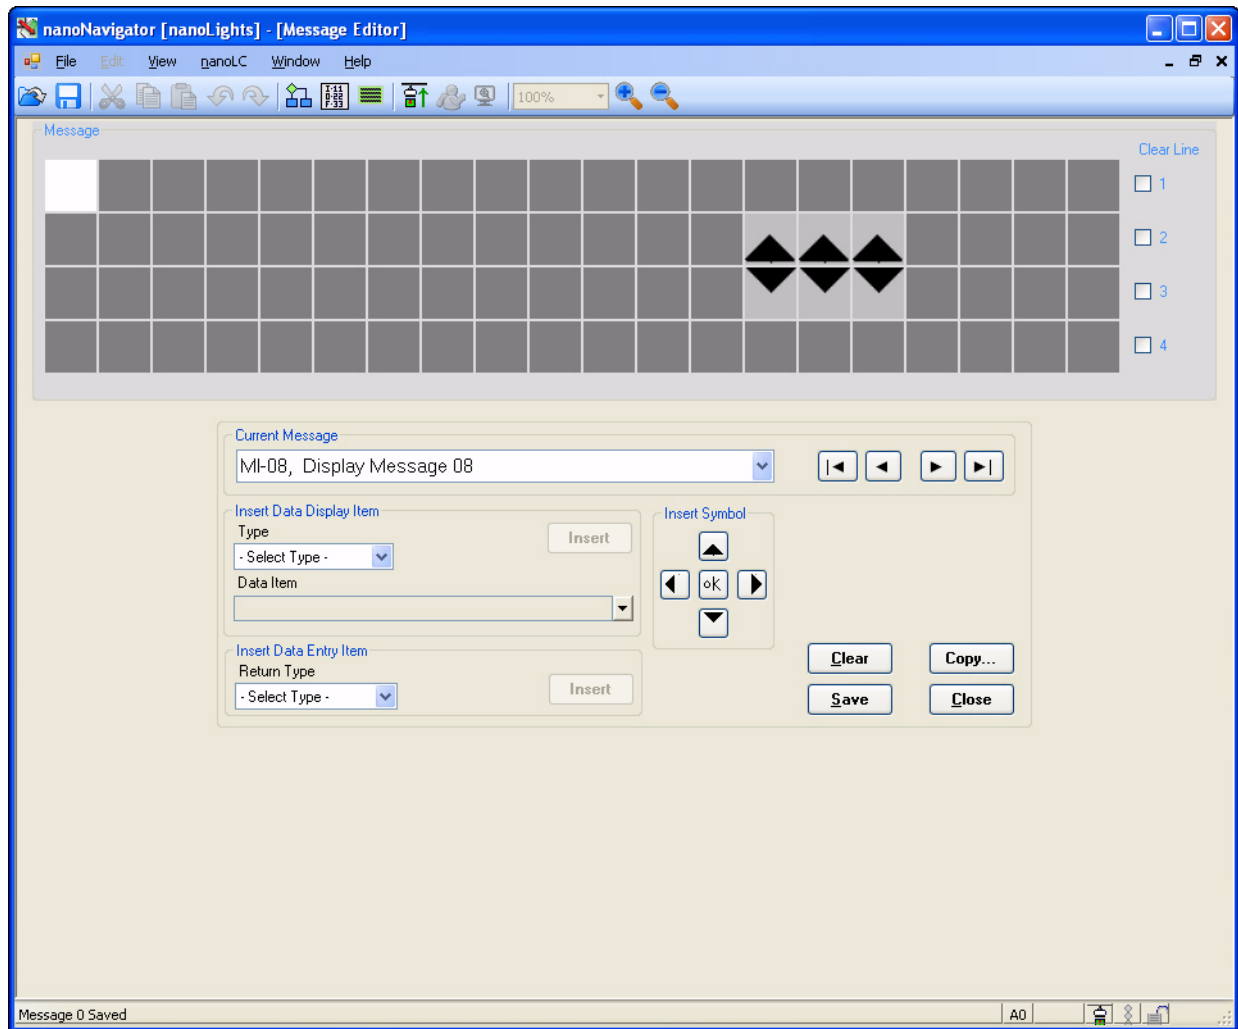 nanoNavigator [nanoLights] - [Message Editor]
File Edit View nanoLC Window Help
100%
Message
Clear Line
1
2
3
4
Current Message
MI-08, Display Message 08
Insert Data Display Item
Type
Insert
- Select Type -
Data Item
Insert Symbol
oK
Insert Data Entry Item
Return Type
- Select Type -
Insert
Clear Copy...
Save Close
Message 0 Saved A0